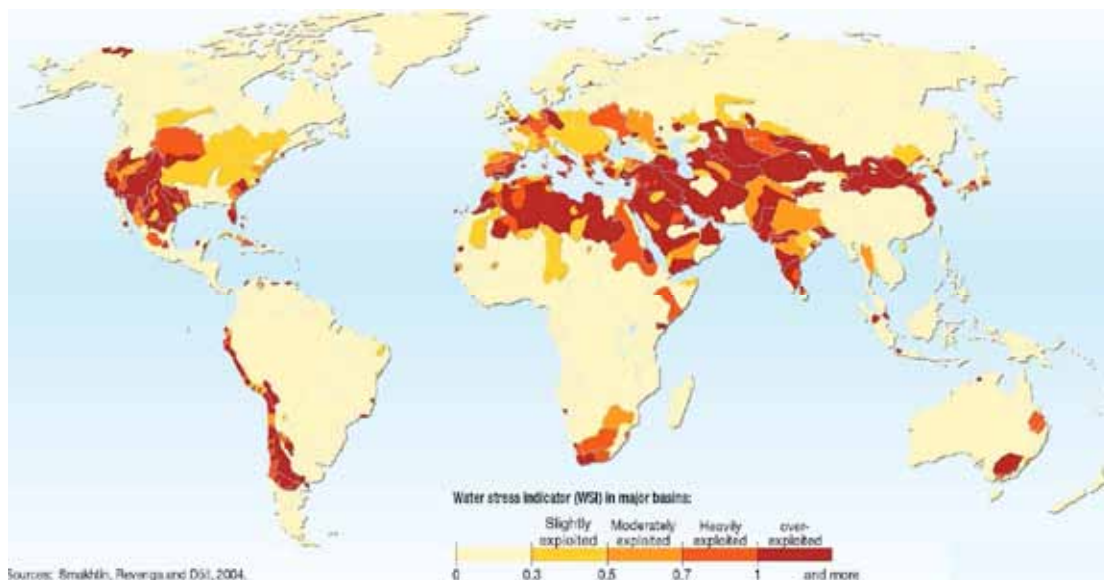 Water stress indicator (WSI) in major basins:
Slightly exploited
Moderately exploited
Heavily exploited
over-exploited
0 0.3 0.5 0.7 1 and more
Sources: Smakhtin, Revenga and Döll, 2004.